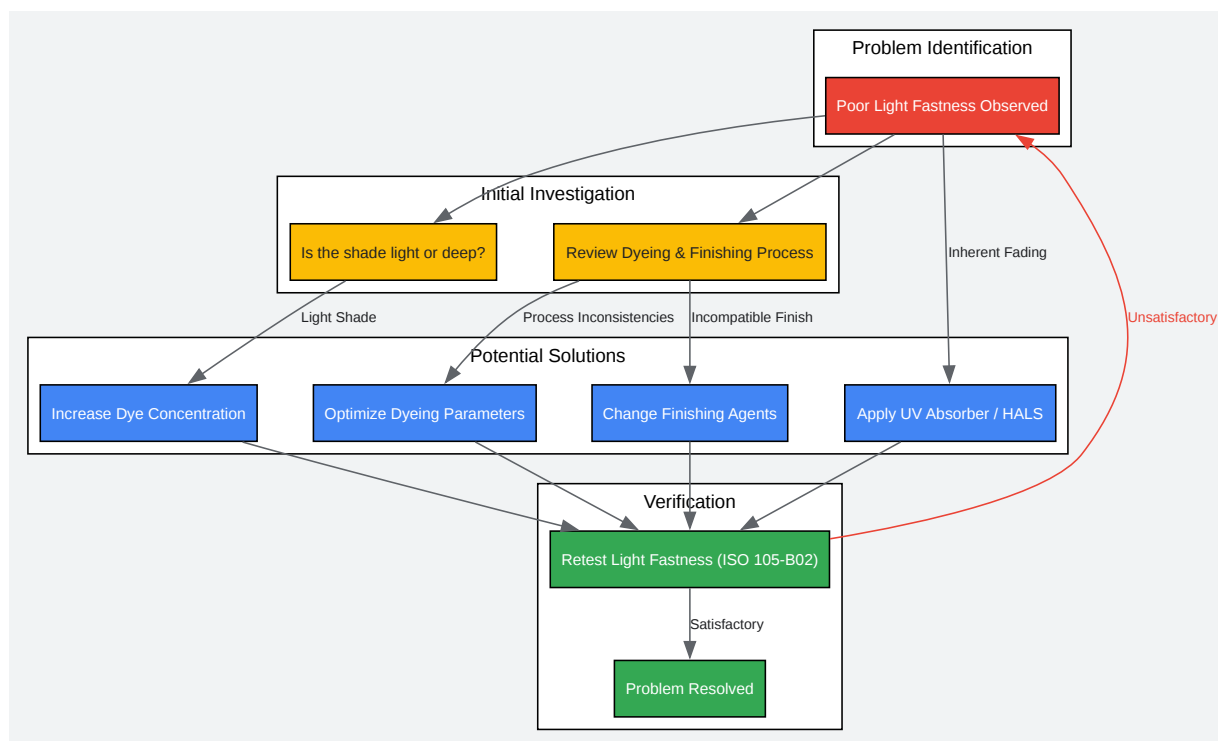 Problem Identification
Poor Light Fastness Observed
Initial Investigation
Is the shade light or deep?
Review Dyeing & Finishing Process
Inherent Fading
Light Shade
Process Inconsistencies
Incompatible Finish
Unsatisfactory
Potential Solutions
Increase Dye Concentration
Optimize Dyeing Parameters
Change Finishing Agents
Apply UV Absorber / HALS
Verification
Retest Light Fastness (ISO 105-B02)
Satisfactory
Problem Resolved